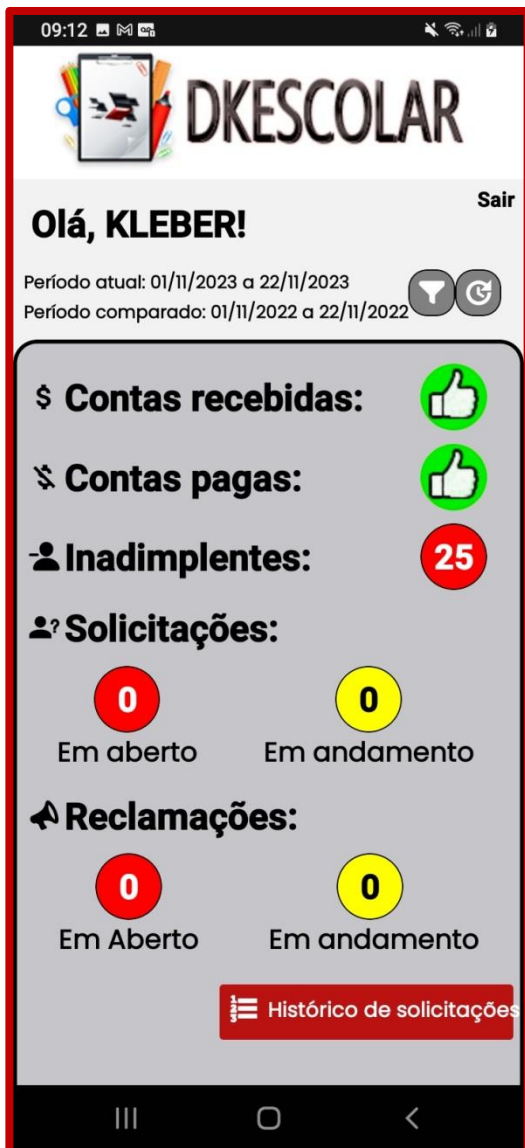 09:12
DKESCOLAR
Sair
Olá, KLEBER!
Período atual: 01/11/2023 a 22/11/2023
Período comparado: 01/11/2022 a 22/11/2022
Contas recebidas:
Contas pagas:
Inadimplentes: 25
Solicitações:
0 0
Em aberto Em andamento
Reclamações:
0 0
Em Aberto Em andamento
Histórico de solicitações